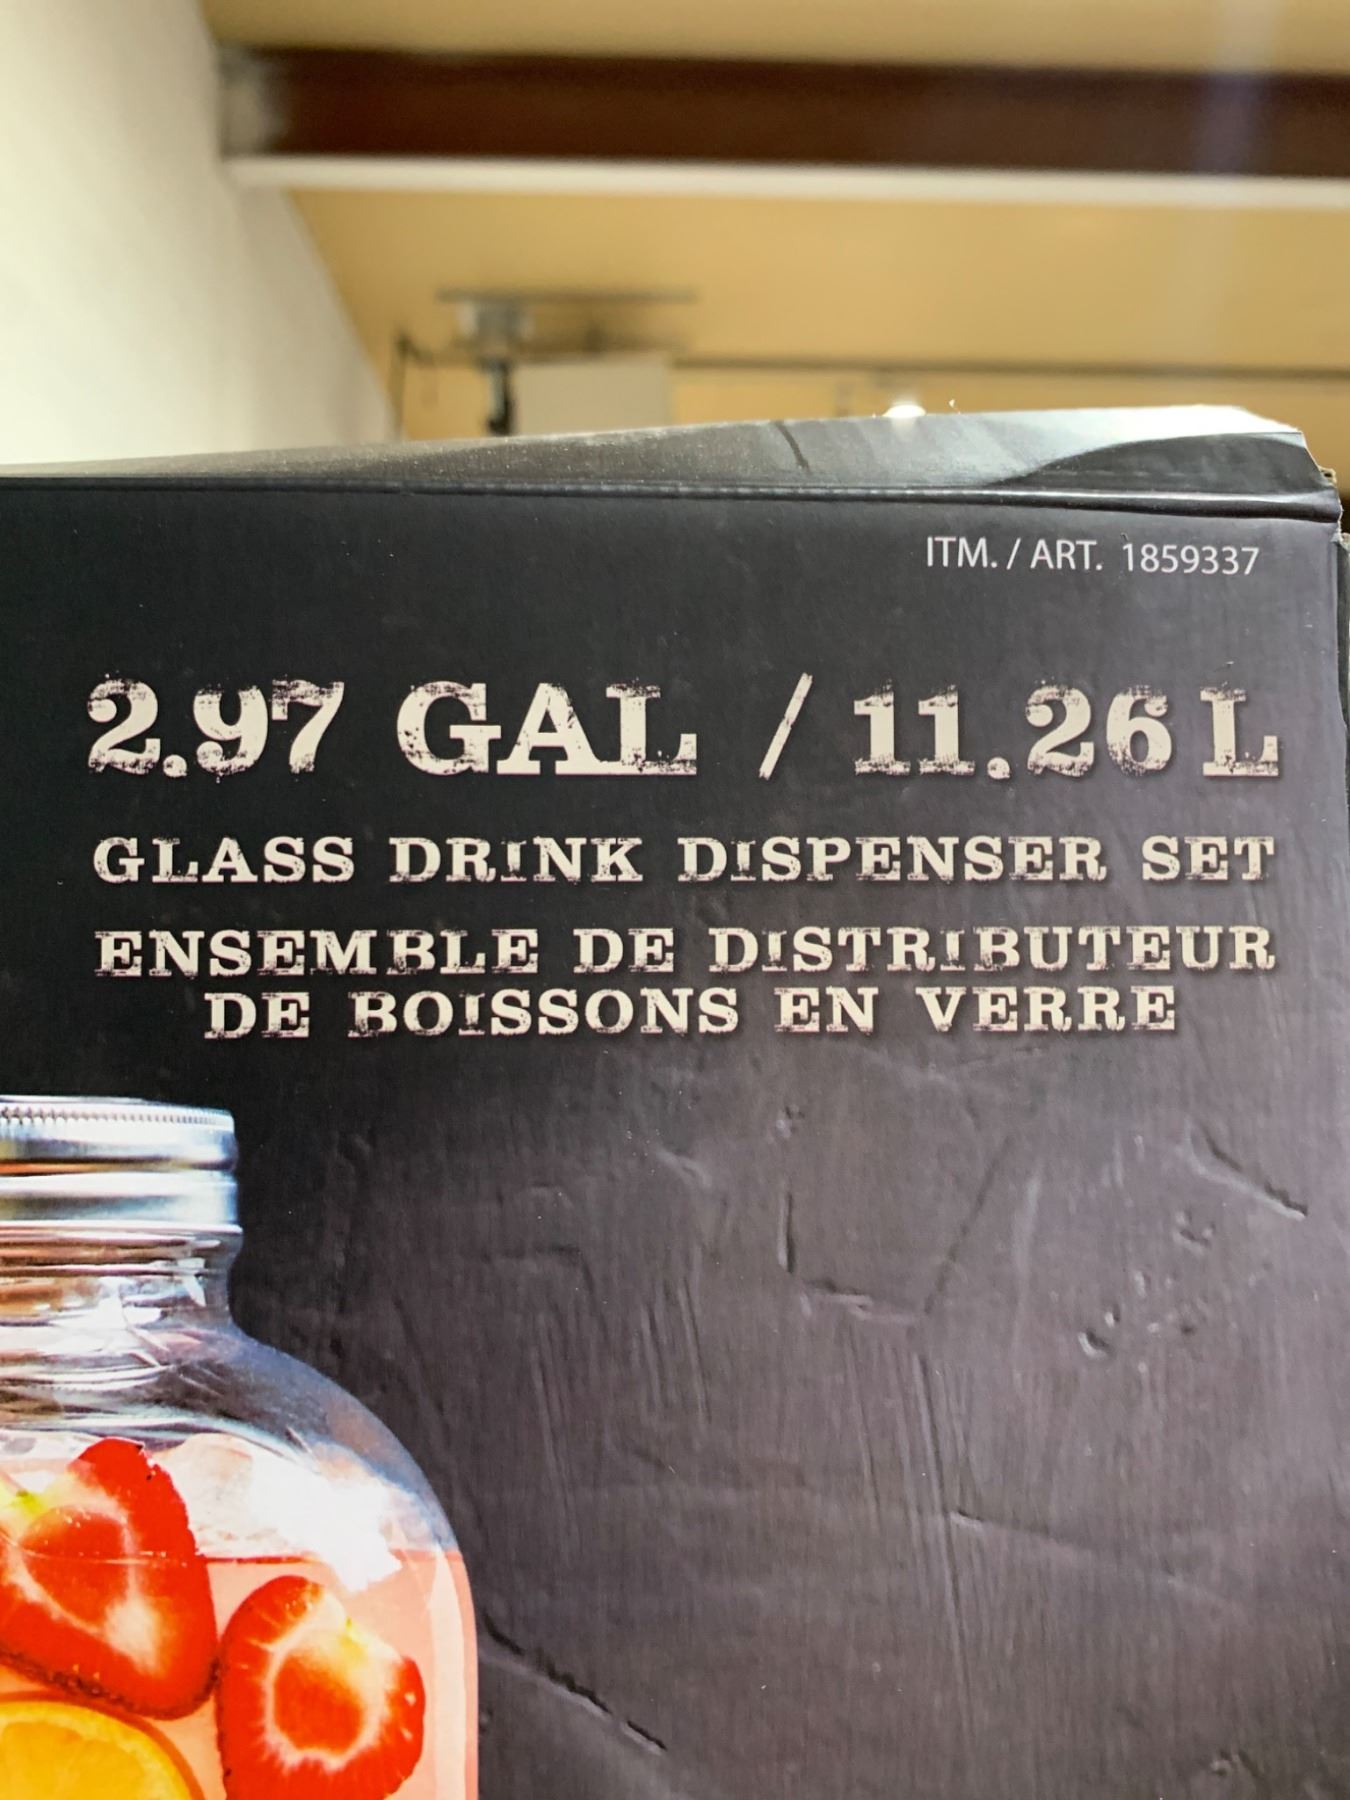 ITM. / ART. 1859337
2.97 GAL / 11.26 L
GLASS DRINK DISPENSER SET
ENSEMBLE DE DISTRIBUTEUR
DE BOISSONS EN VERRE